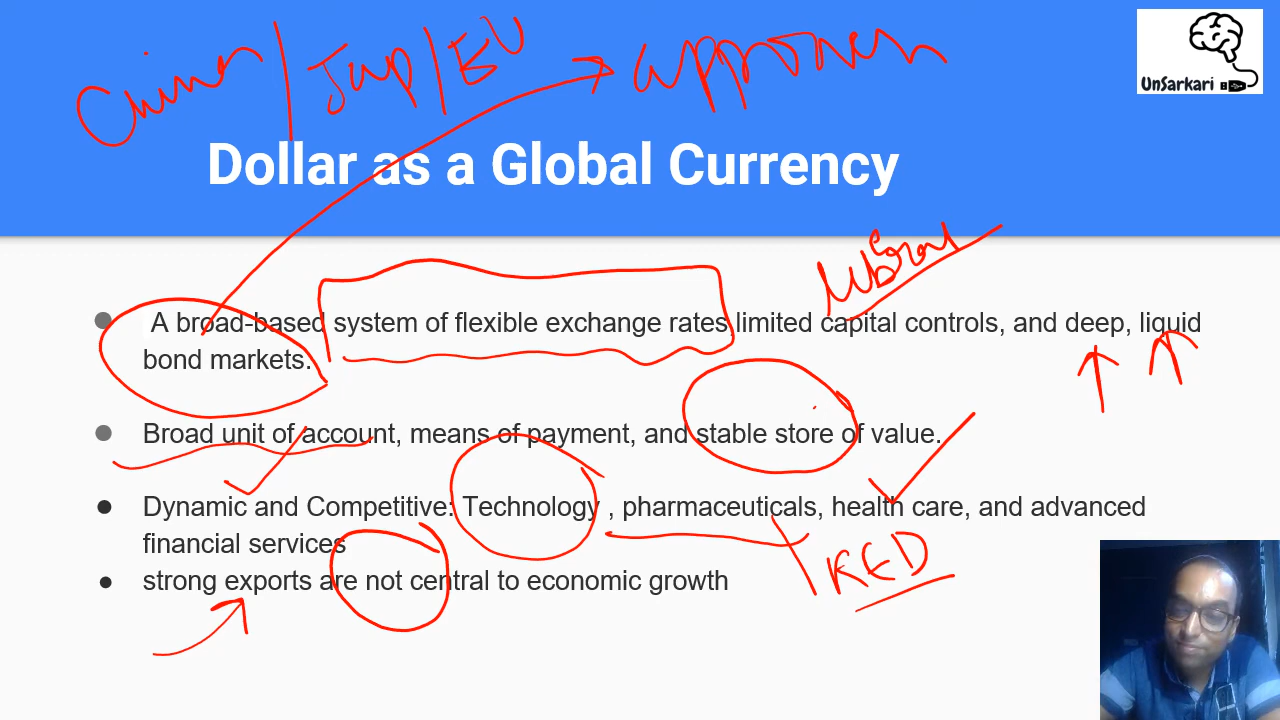 China / Jap / EU → approach
UnSarkari
Dollar as a Global Currency
liberal
A broad-based system of flexible exchange rates limited capital controls, and deep, liquid
bond markets.
Broad unit of account, means of payment, and stable store of value.
Dynamic and Competitive: Technology , pharmaceuticals, health care, and advanced
financial services
strong exports are not central to economic growth